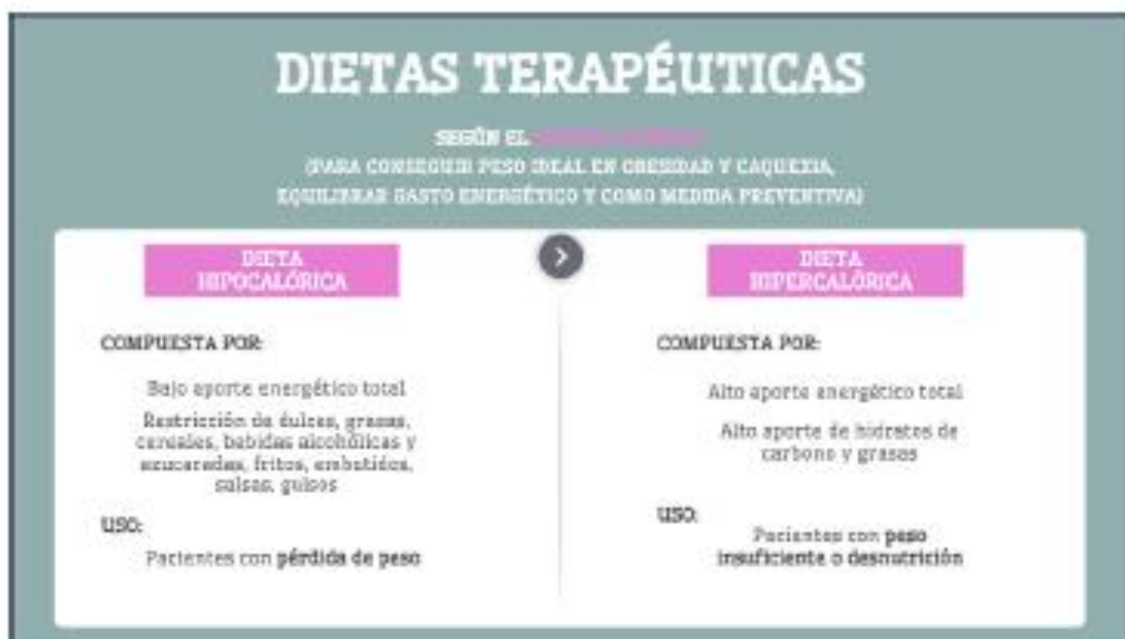 DIETAS TERAPÉUTICAS
SEGÚN EL
(PARA CONSEGUIR PESO IDEAL EN OBESIDAD Y CAQUEXIA,
EQUILIBRAR GASTO ENERGÉTICO Y COMO MEDIDA PREVENTIVA)
DIETA
HIPOCALÓRICA
COMPUESTA POR:
Bajo aporte energético total
Restricción de dulces, grasas,
cereales, bebidas alcohólicas y
azucaradas, fritos, embutidos,
salsas, guisos
USO:
Pacientes con pérdida de peso
DIETA
HIPERCALÓRICA
COMPUESTA POR:
Alto aporte energético total
Alto aporte de hidratos de
carbono y grasas
USO:
Pacientes con peso
insuficiente o desnutrición